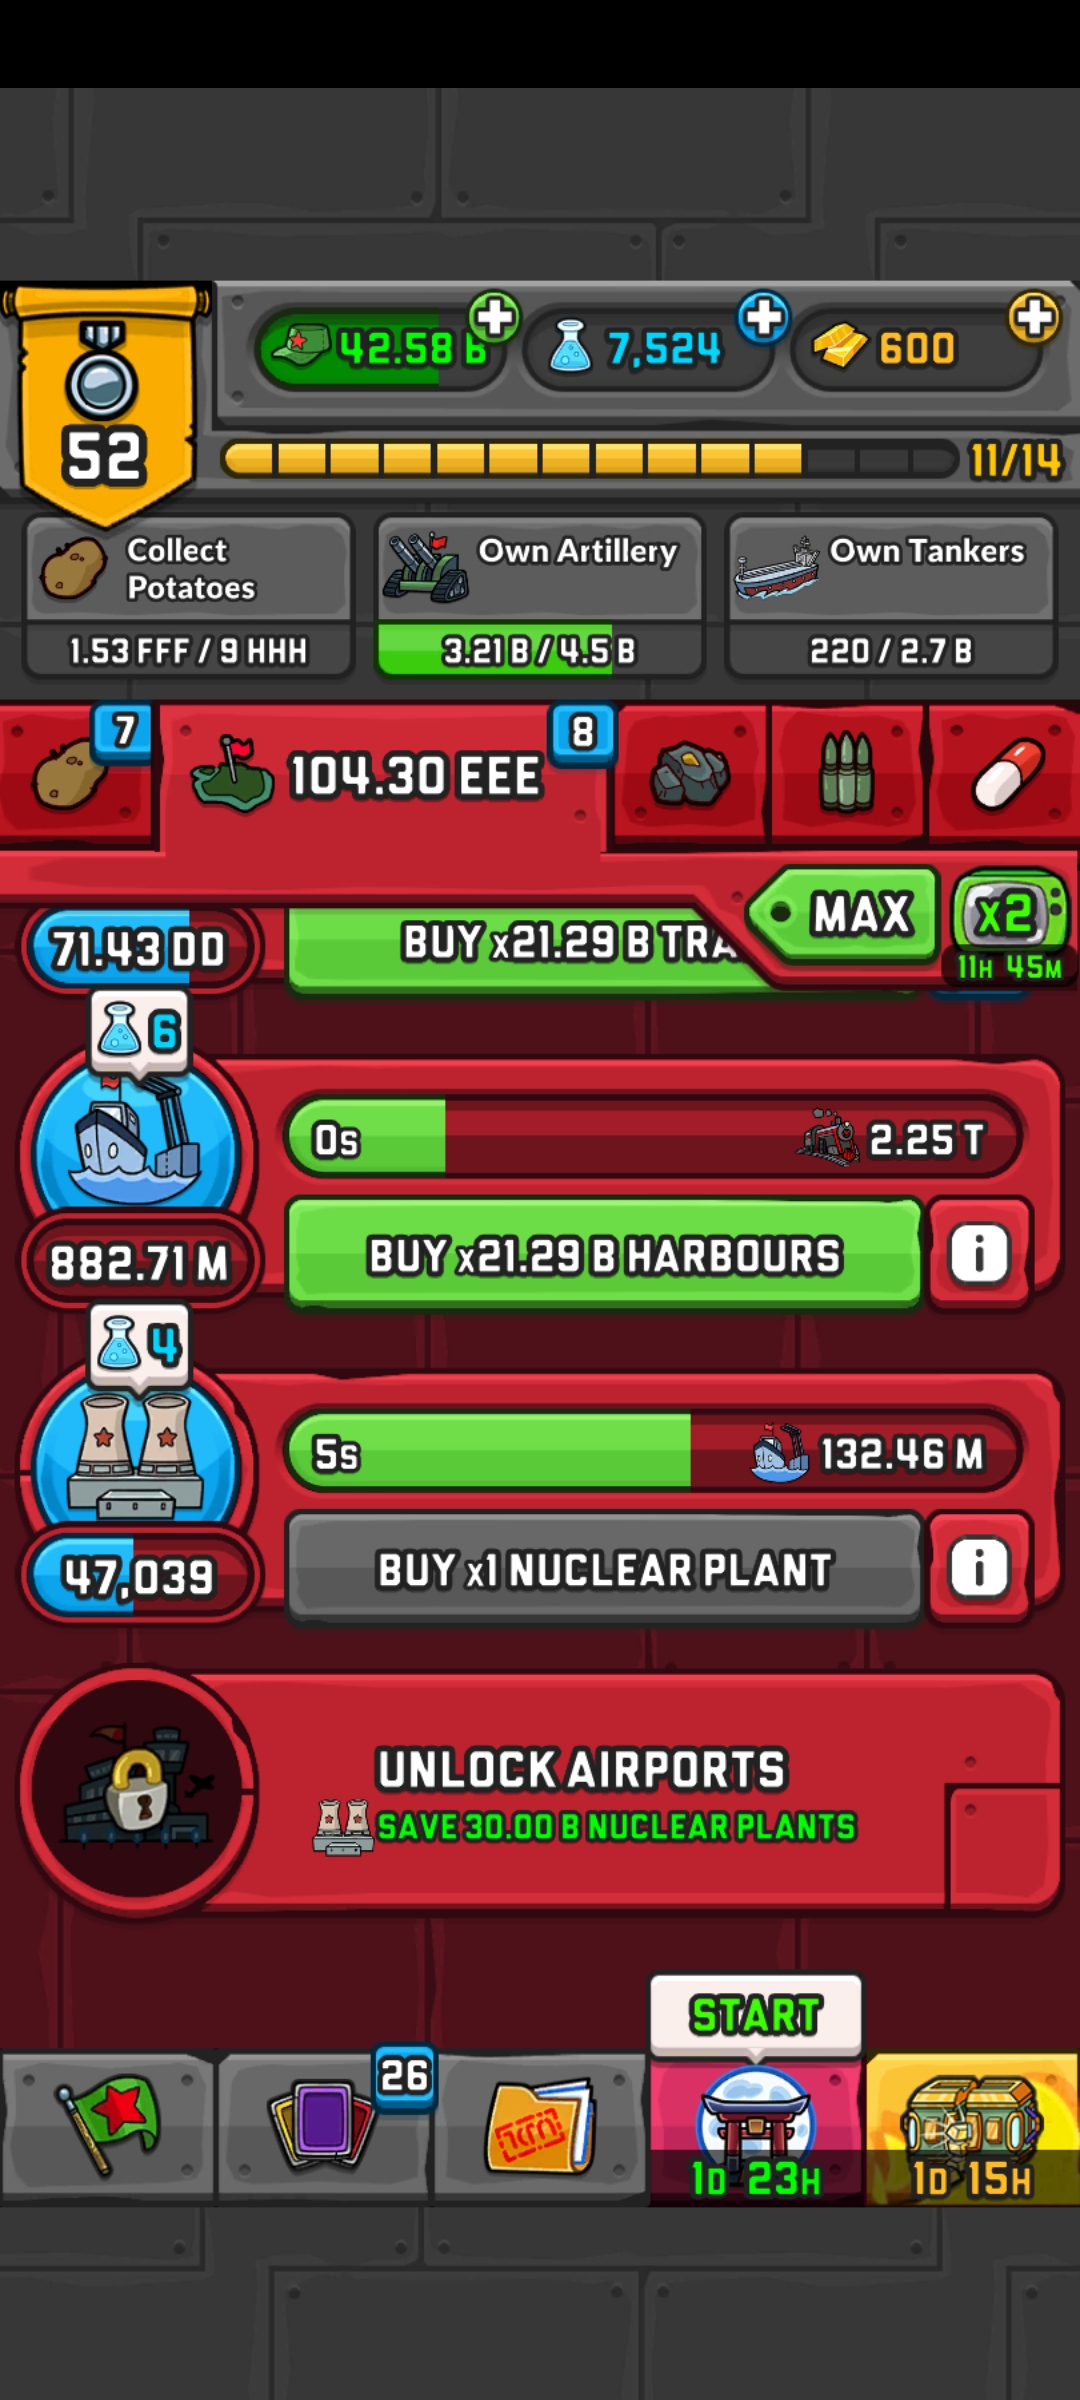 42.58 B
7,524
600
52
11/14
Collect
Potatoes
1.53 FFF / 9 HHH
Own Artillery
3.21 B / 4.5 B
Own Tankers
220 / 2.7 B
7
104.30 EEE
8
MAX
x2
11H 45M
71.43 DD
BUY x21.29 B TRA
6
0s
2.25 T
882.71 M
BUY x21.29 B HARBOURS
i
4
5s
132.46 M
47,039
BUY x1 NUCLEAR PLANT
i
UNLOCK AIRPORTS
SAVE 30.00 B NUCLEAR PLANTS
START
26
1D 23H
1D 15H